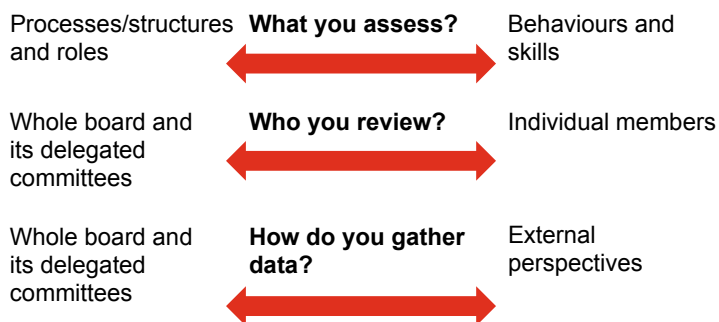 Processes/structures What you assess? Behaviours and
and roles skills
Whole board and Who you review? Individual members
its delegated
committees
Whole board and How do you gather External
its delegated data? perspectives
committees